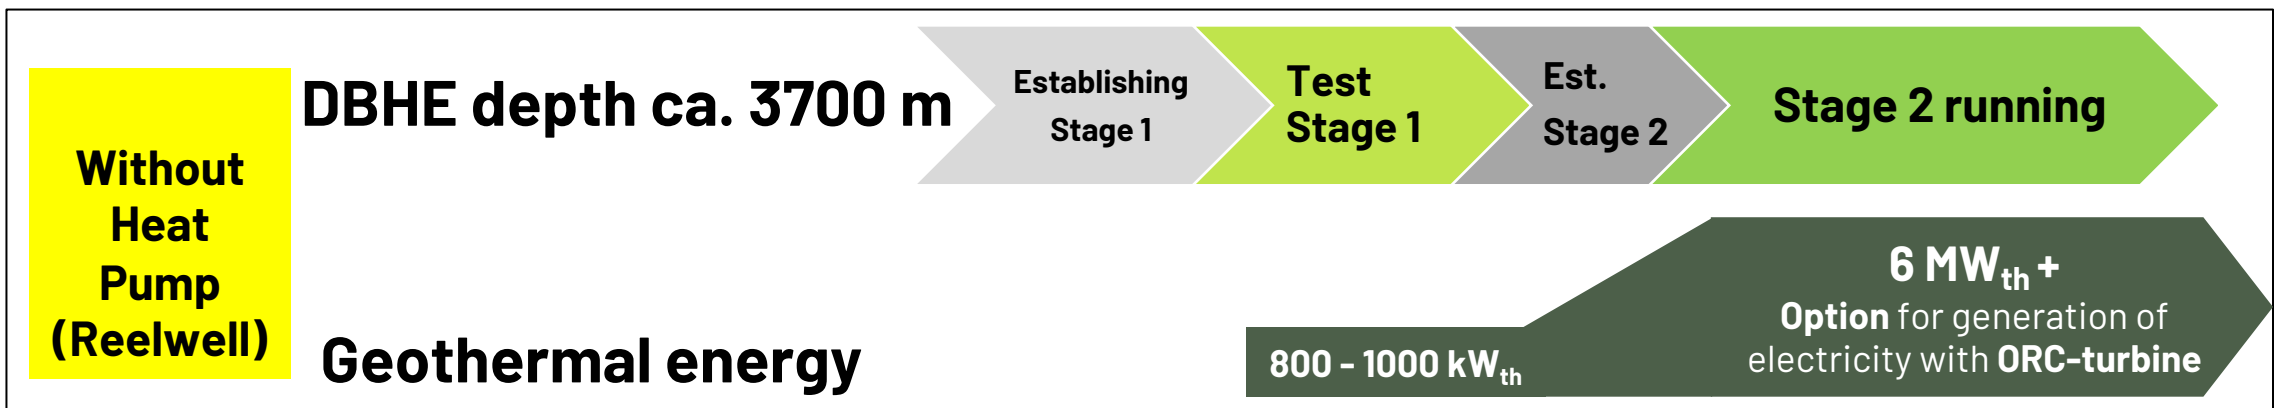 Without
Heat
Pump
(Reelwell)
DBHE depth ca. 3700 m
Establishing
Stage 1
Test
Stage 1
Est.
Stage 2
Stage 2 running
Geothermal energy
800 - 1000 kWth
6 MWth +
Option for generation of
electricity with ORC-turbine